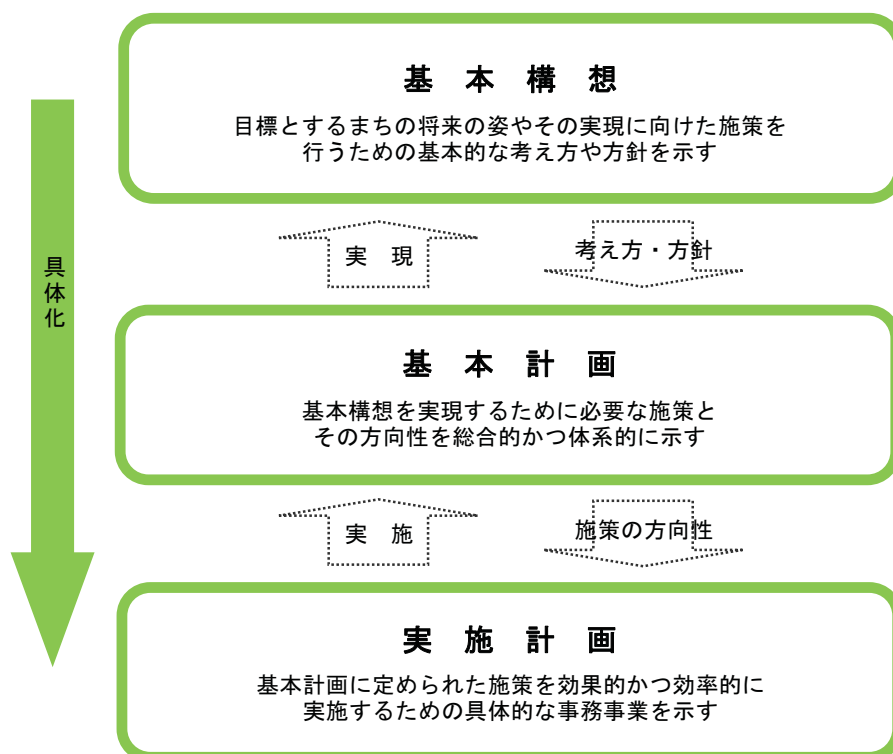 基本構想
目標とするまちの将来の姿やその実現に向けた施策を
行うための基本的な考え方や方針を示す
実現
考え方・方針
具体化
基本計画
基本構想を実現するために必要な施策と
その方向性を総合的かつ体系的に示す
実施
施策の方向性
実施計画
基本計画に定められた施策を効果的かつ効率的に
実施するための具体的な事務事業を示す